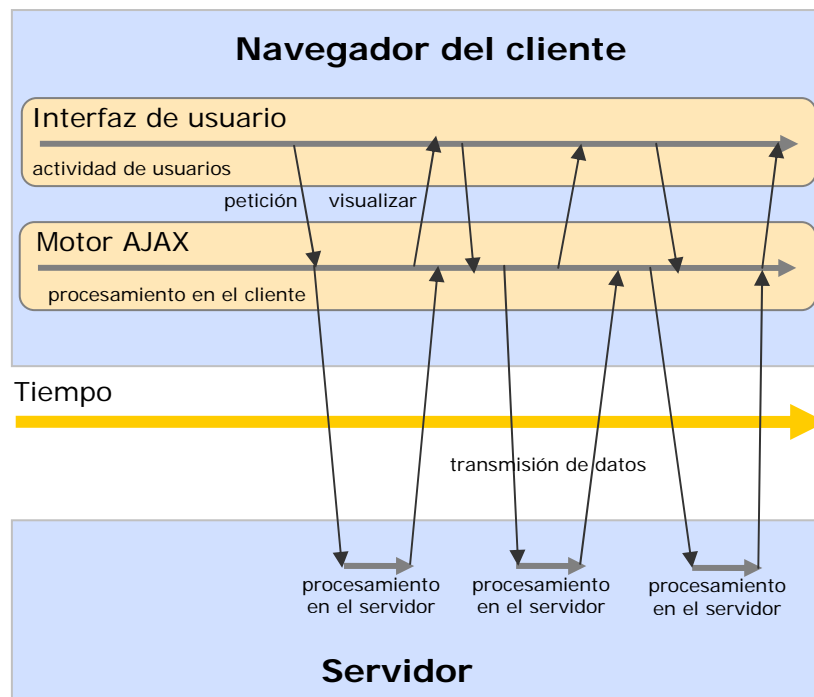 Navegador del cliente
Interfaz de usuario
actividad de usuarios
petición
visualizar
Motor AJAX
procesamiento en el cliente
Tiempo
transmisión de datos
procesamiento
en el servidor
procesamiento
en el servidor
procesamiento
en el servidor
Servidor